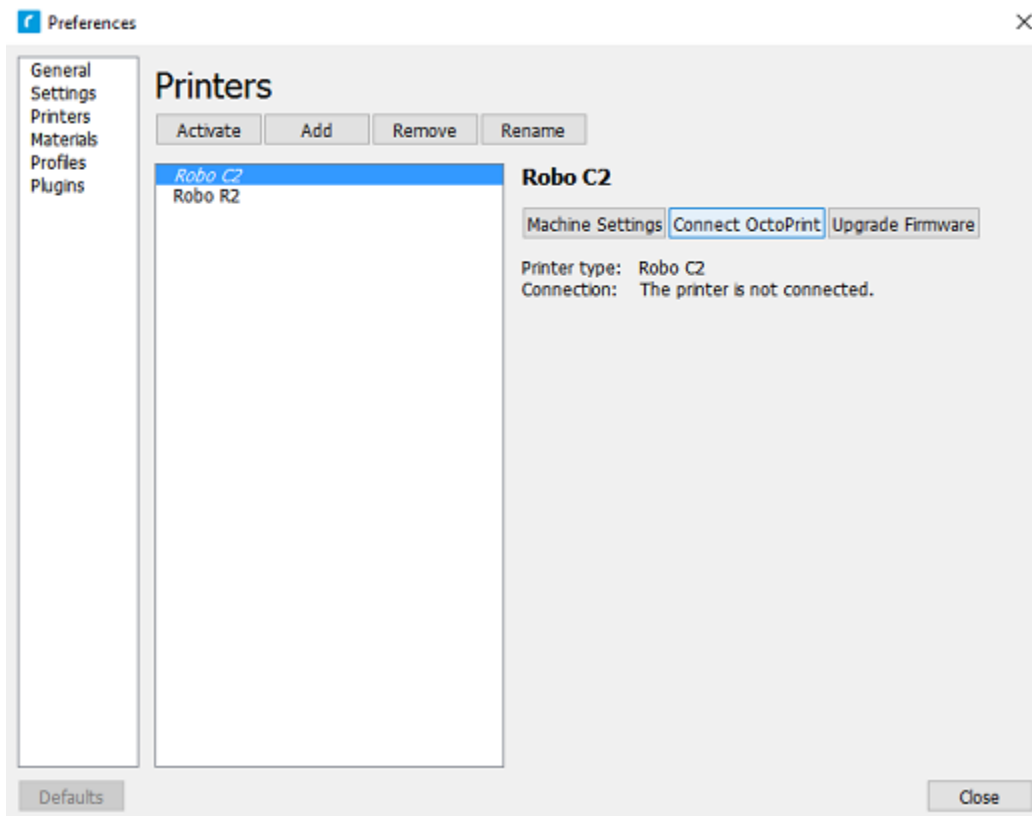 Preferences
General
Settings
Printers
Materials
Profiles
Plugins
Printers
Activate Add Remove Rename
Robo C2
Robo R2
Robo C2
Machine Settings Connect OctoPrint Upgrade Firmware
Printer type: Robo C2
Connection: The printer is not connected.
Defaults Close